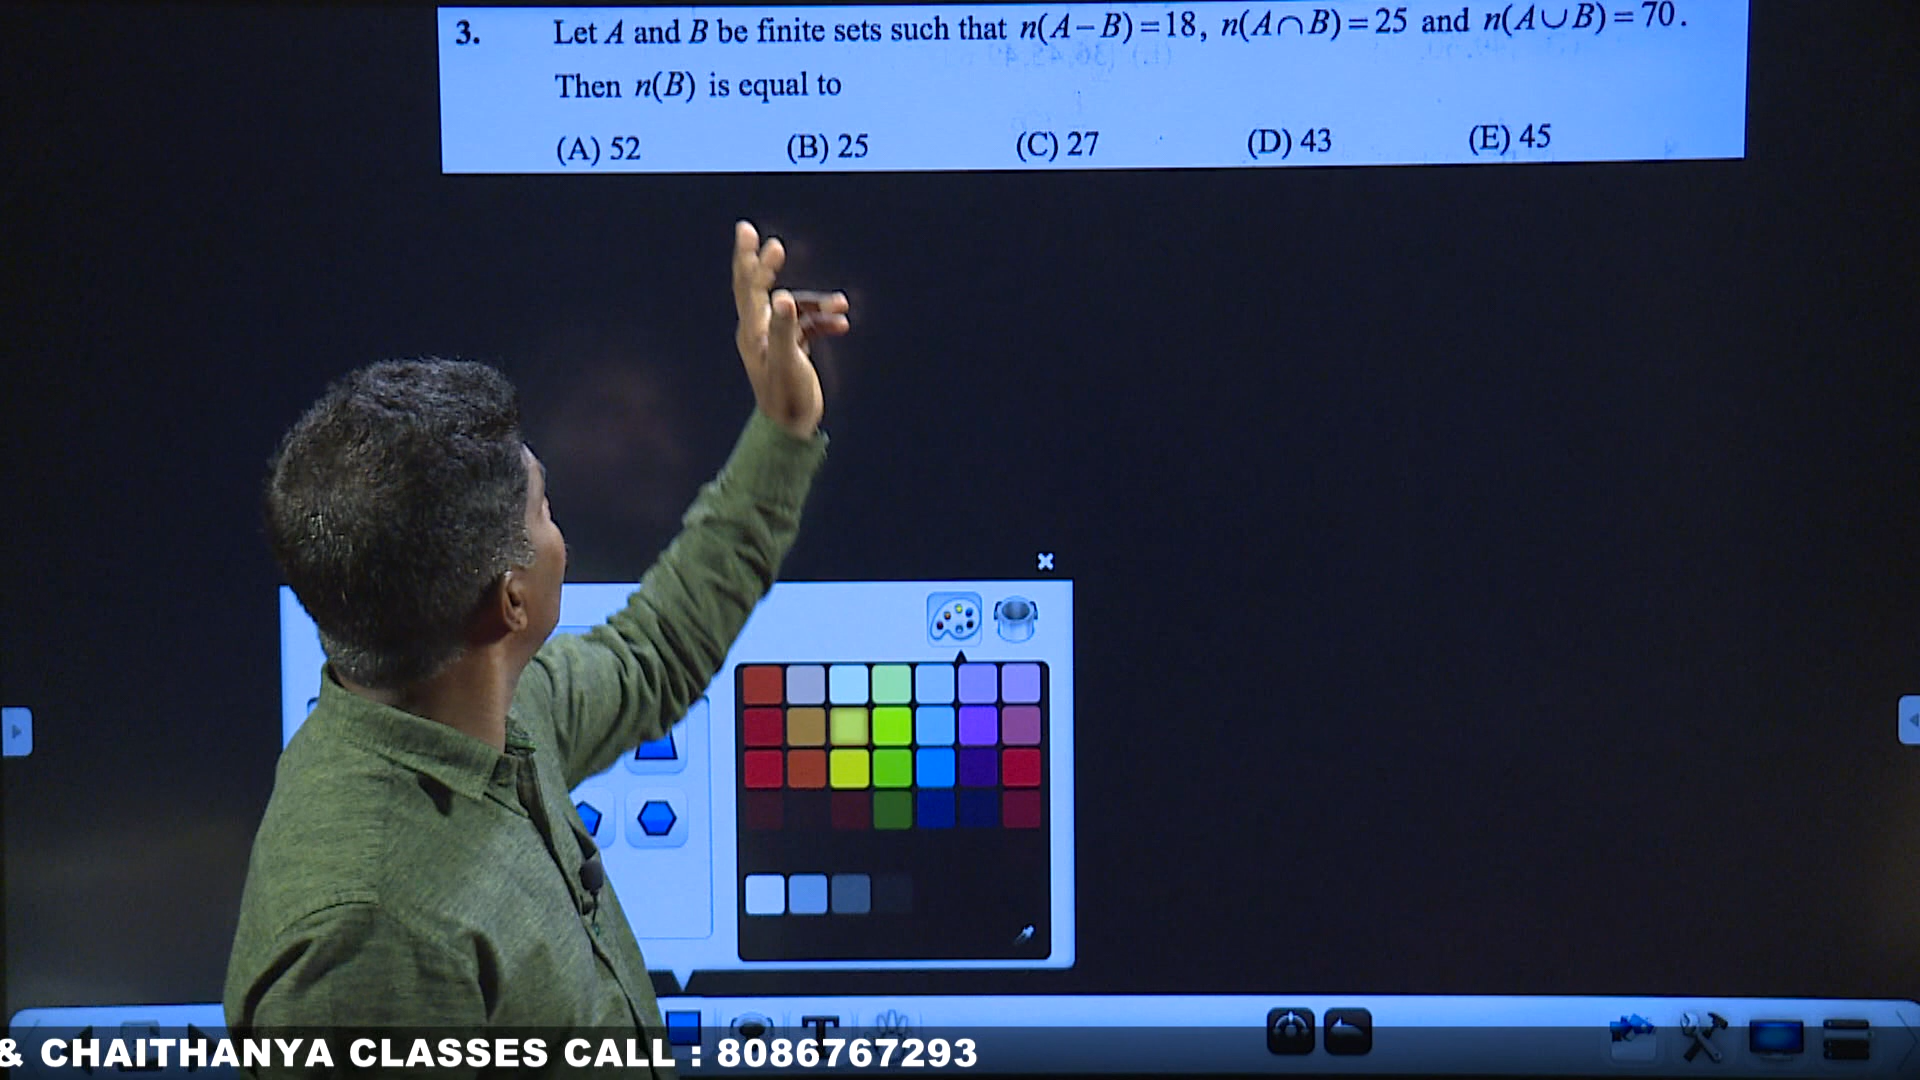 3. Let A and B be finite sets such that n(A−B)=18, n(A∩B)=25 and n(A∪B)=70.
Then n(B) is equal to
(A) 52 (B) 25 (C) 27 (D) 43 (E) 45
& CHAITHANYA CLASSES CALL : 8086767293